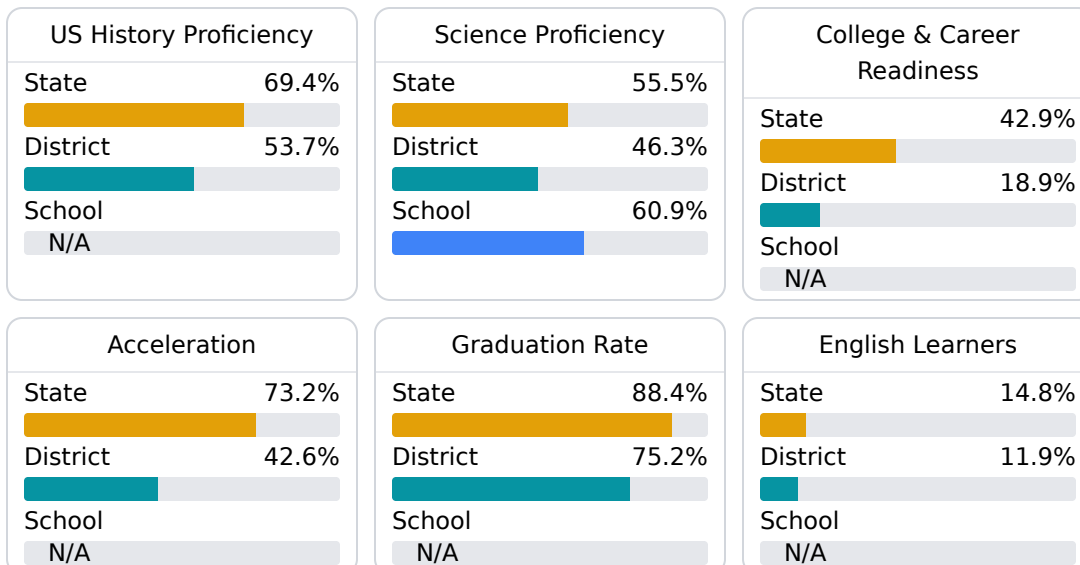 US History Proficiency
State 69.4%
District 53.7%
School
N/A
Science Proficiency
State 55.5%
District 46.3%
School 60.9%
College & Career
Readiness
State 42.9%
District 18.9%
School
N/A
Acceleration
State 73.2%
District 42.6%
School
N/A
Graduation Rate
State 88.4%
District 75.2%
School
N/A
English Learners
State 14.8%
District 11.9%
School
N/A